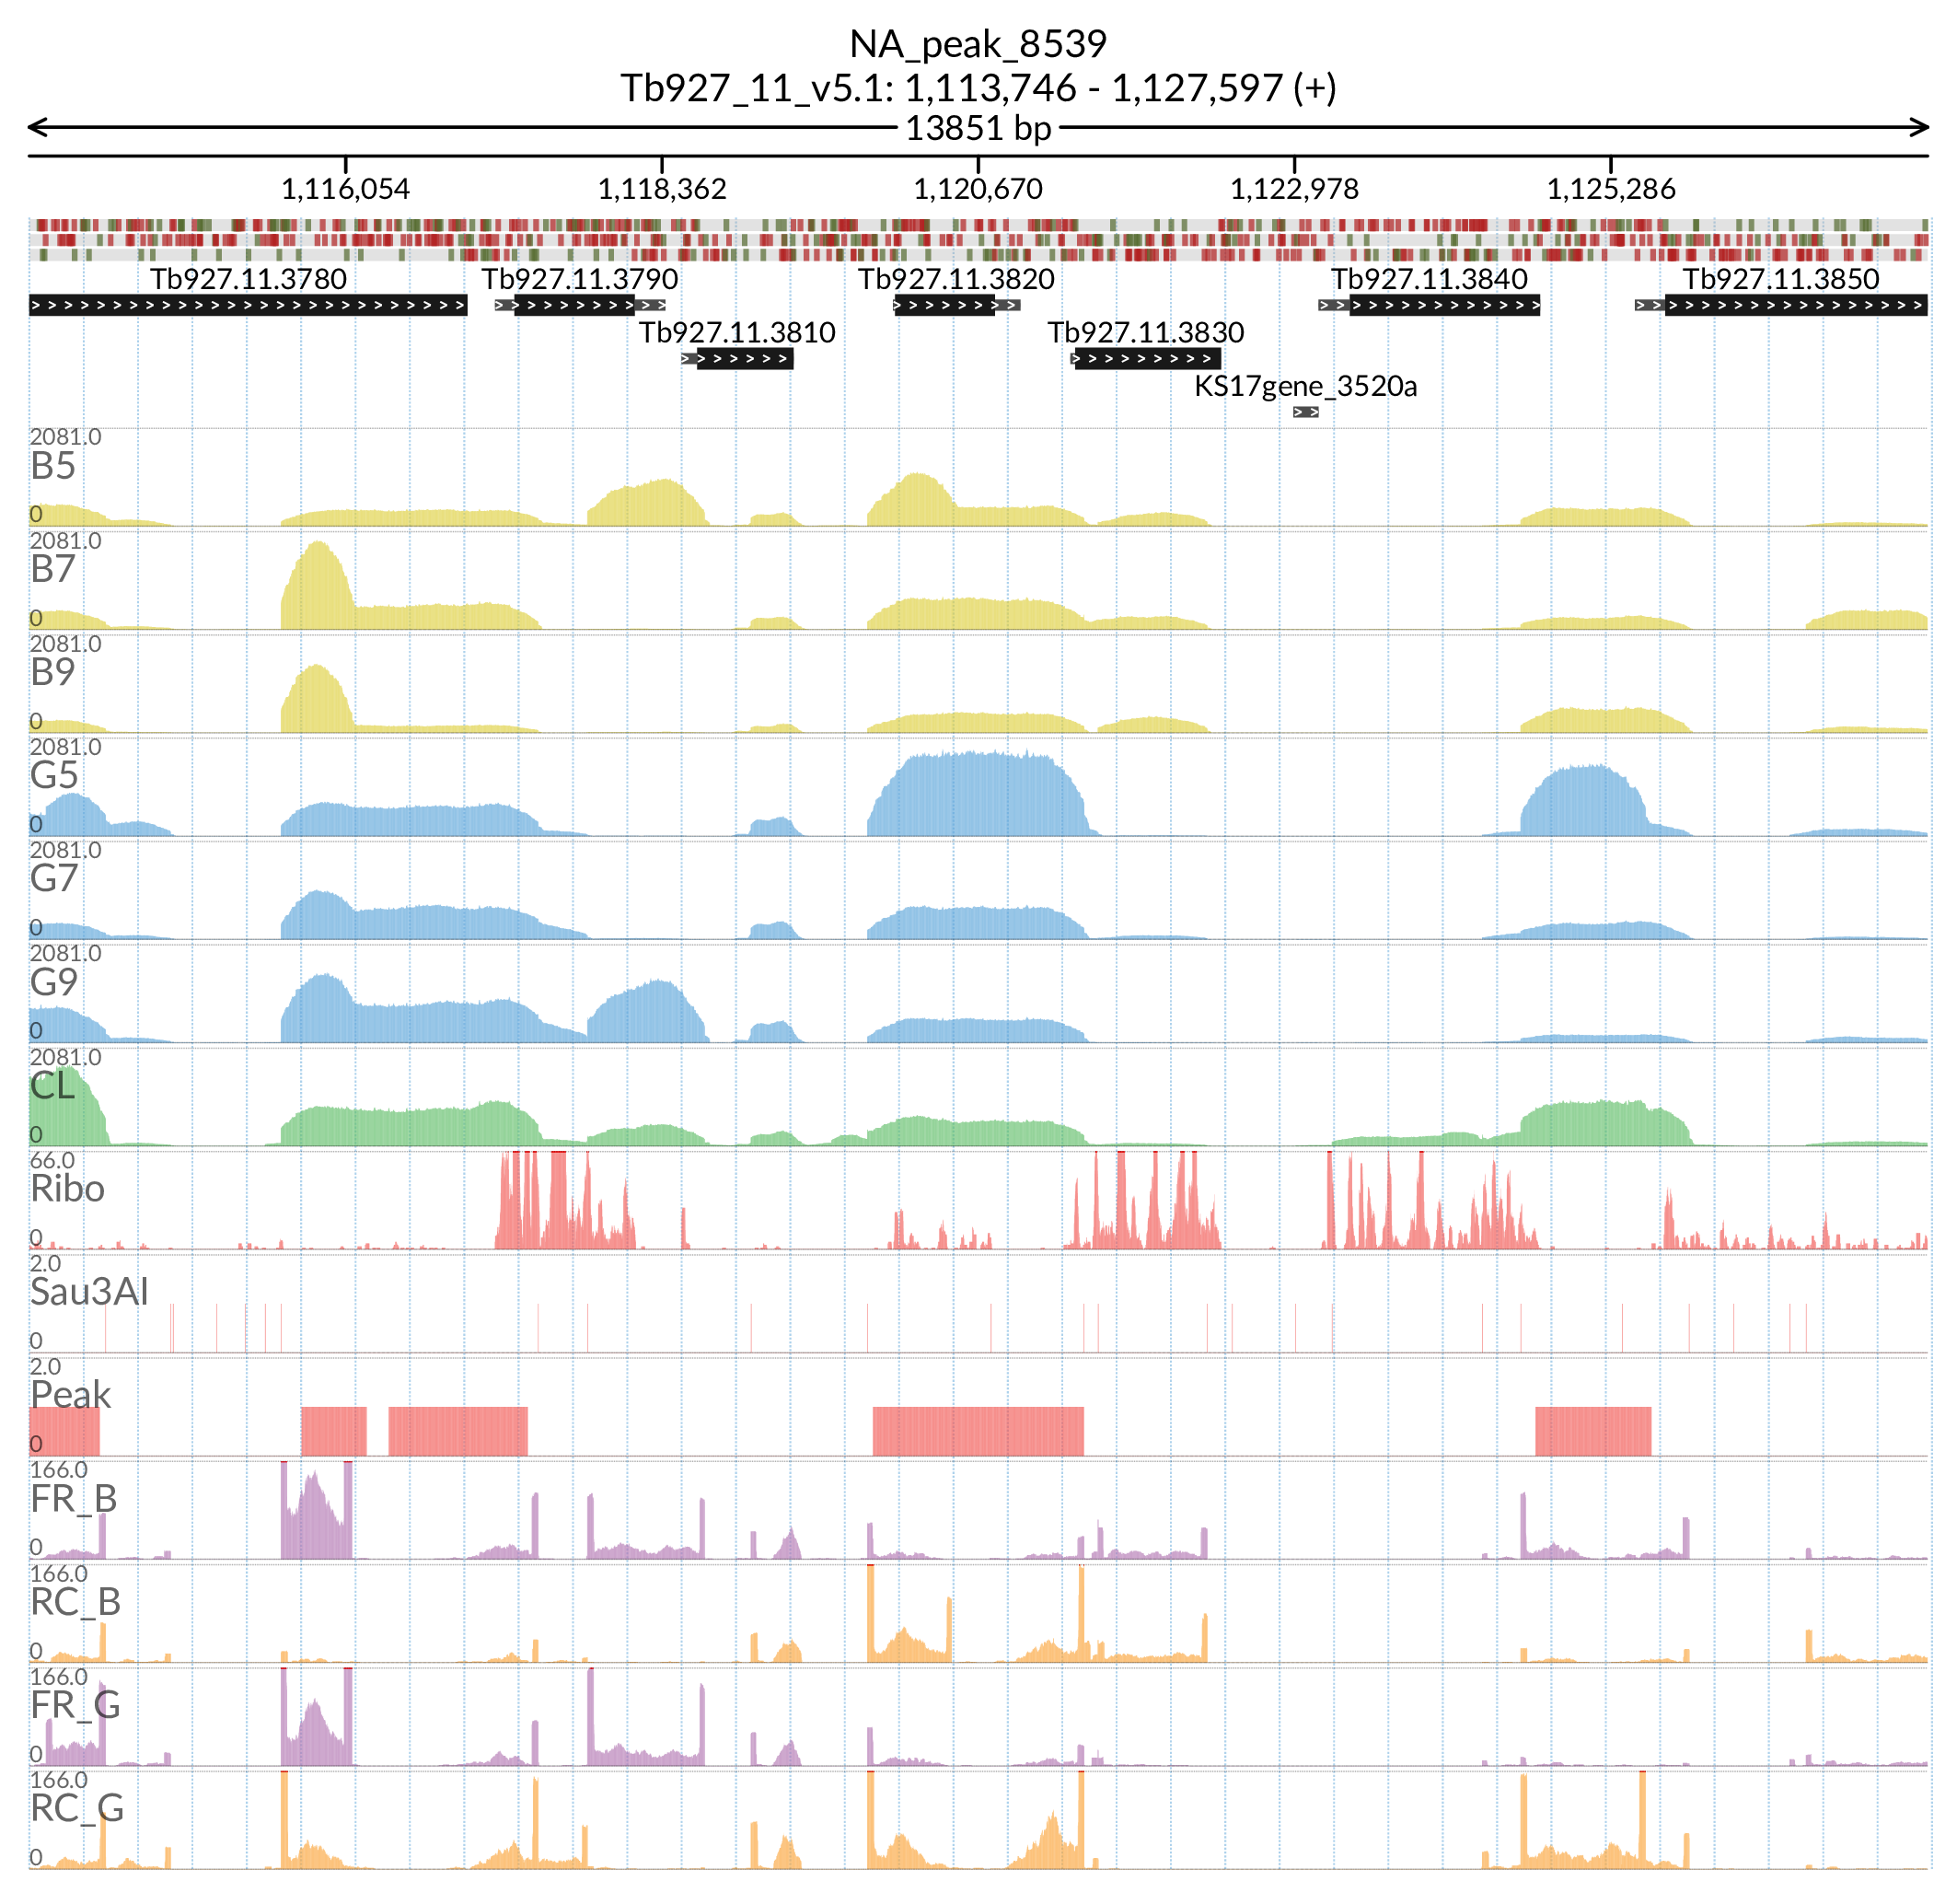 NA_peak_8539
Tb927_11_v5.1: 1,113,746 - 1,127,597 (+)
13851 bp
1,116,054 1,118,362 1,120,670 1,122,978 1,125,286
Tb927.11.3780 Tb927.11.3790 Tb927.11.3820 Tb927.11.3840 Tb927.11.3850
Tb927.11.3810 Tb927.11.3830
KS17gene_3520a
2081.0
B5
0
2081.0
B7
0
2081.0
B9
0
2081.0
G5
0
2081.0
G7
0
2081.0
G9
0
2081.0
CL
0
66.0
Ribo
0
2.0
Sau3AI
0
2.0
Peak
0
166.0
FR_B
0
166.0
RC_B
0
166.0
FR_G
0
166.0
RC_G
0